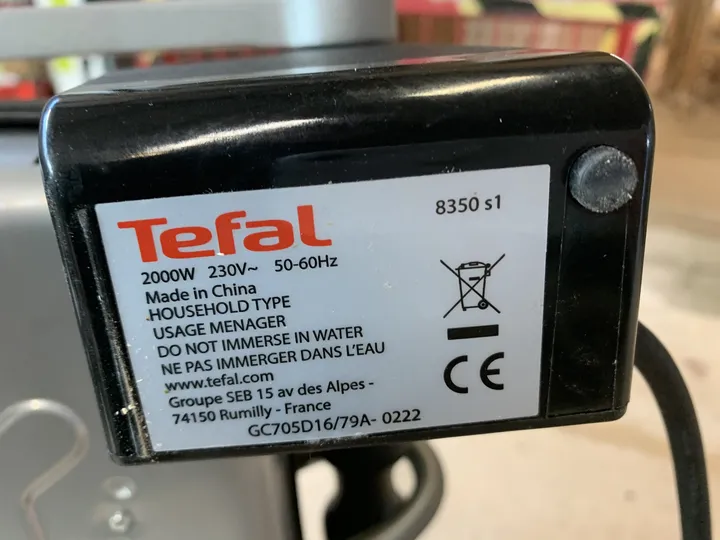 Tefal
8350 s1
2000W 230V~ 50-60Hz
Made in China
HOUSEHOLD TYPE
USAGE MENAGER
DO NOT IMMERSE IN WATER
NE PAS IMMERGER DANS L'EAU
www.tefal.com
Groupe SEB 15 av des Alpes -
74150 Rumilly - France
GC705D16/79A- 0222
CE